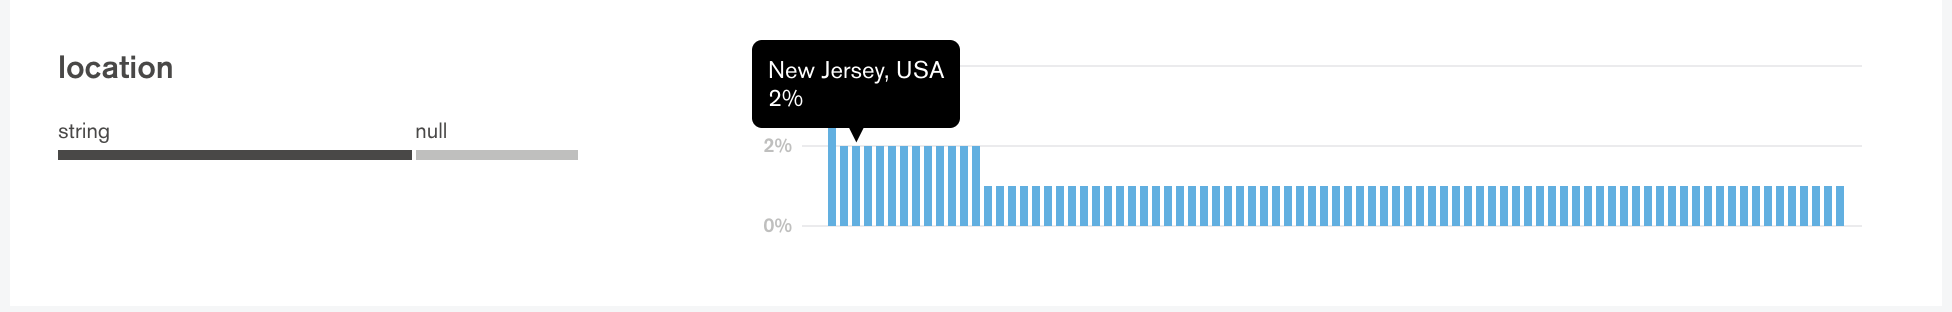 location
string null
New Jersey, USA
2%
2%
0%